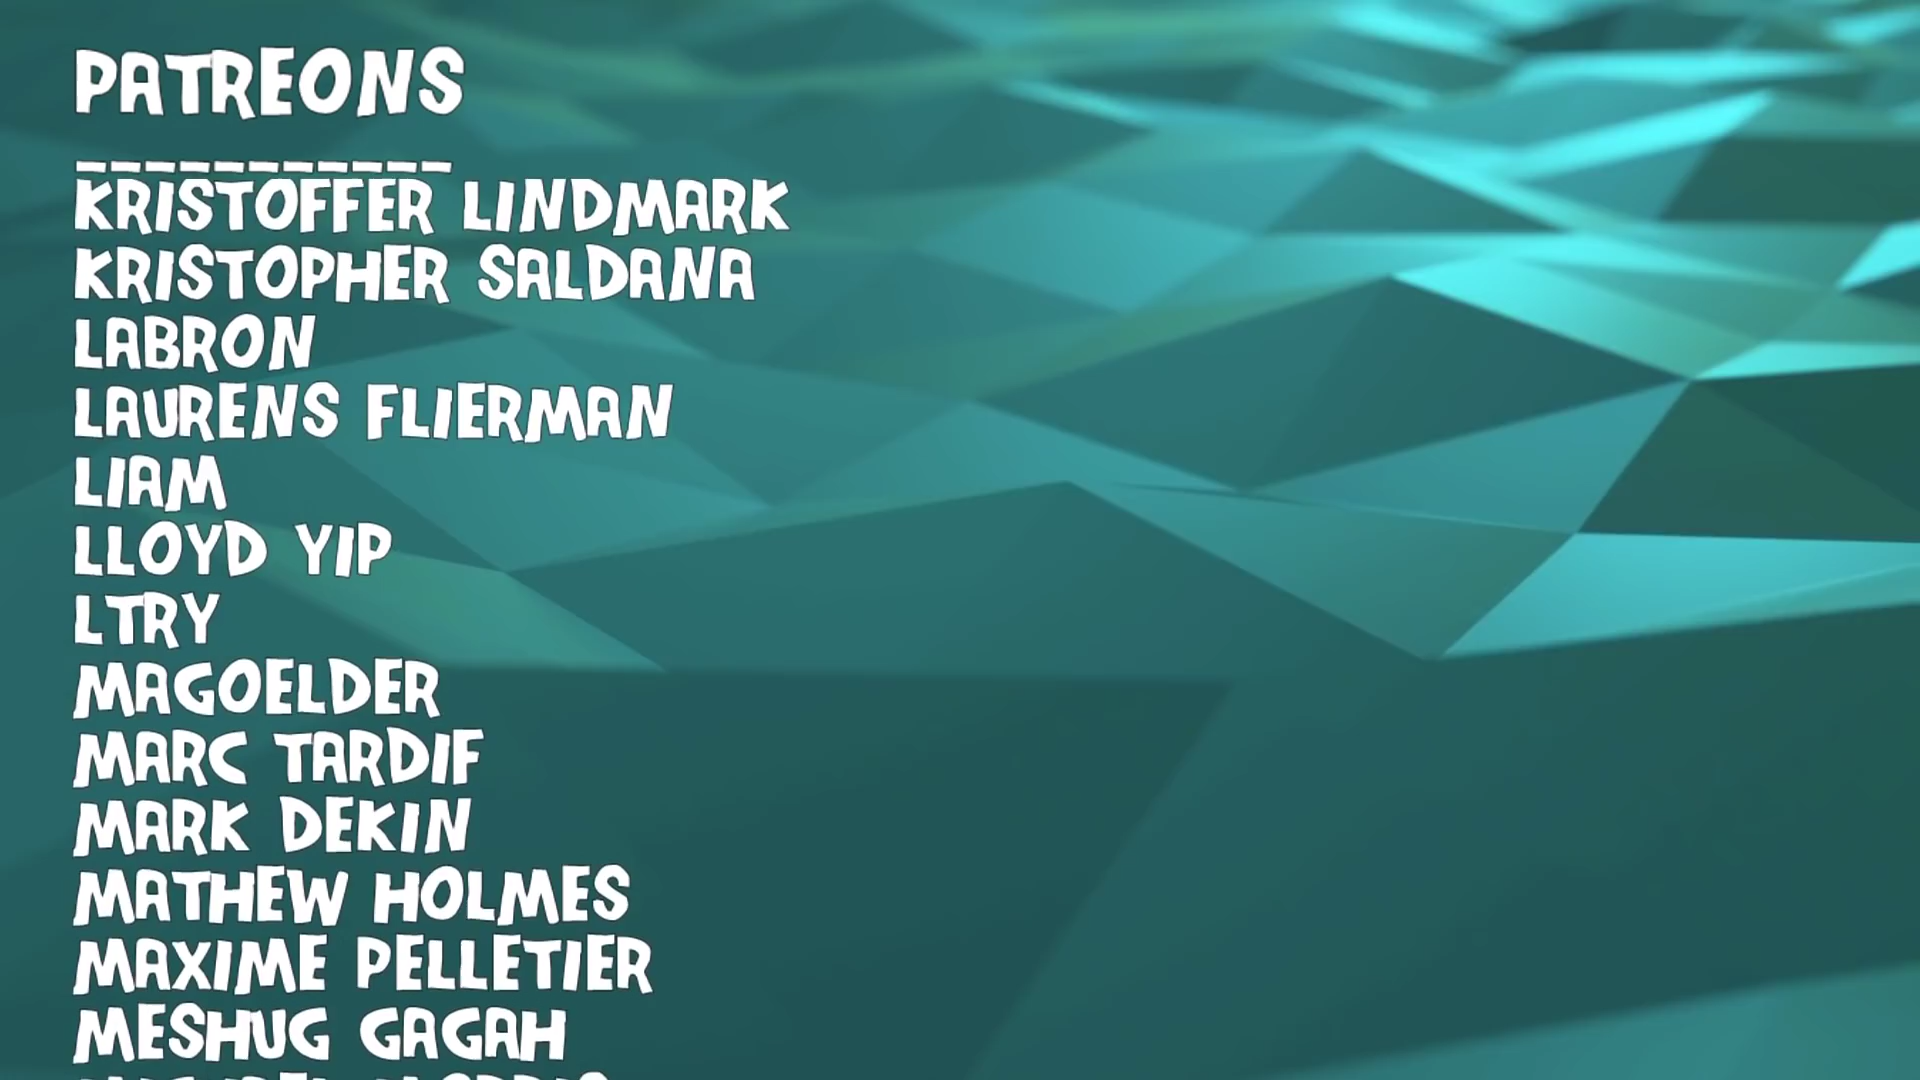 PATREONS
___________
KRISTOFFER LINDMARK
KRISTOPHER SALDANA
LABRON
LAURENS FLIERMAN
LIAM
LLOYD YIP
LTRY
MAGOELDER
MARC TARDIF
MARK DEKIN
MATHEW HOLMES
MAXIME PELLETIER
MESHUG GAGAH